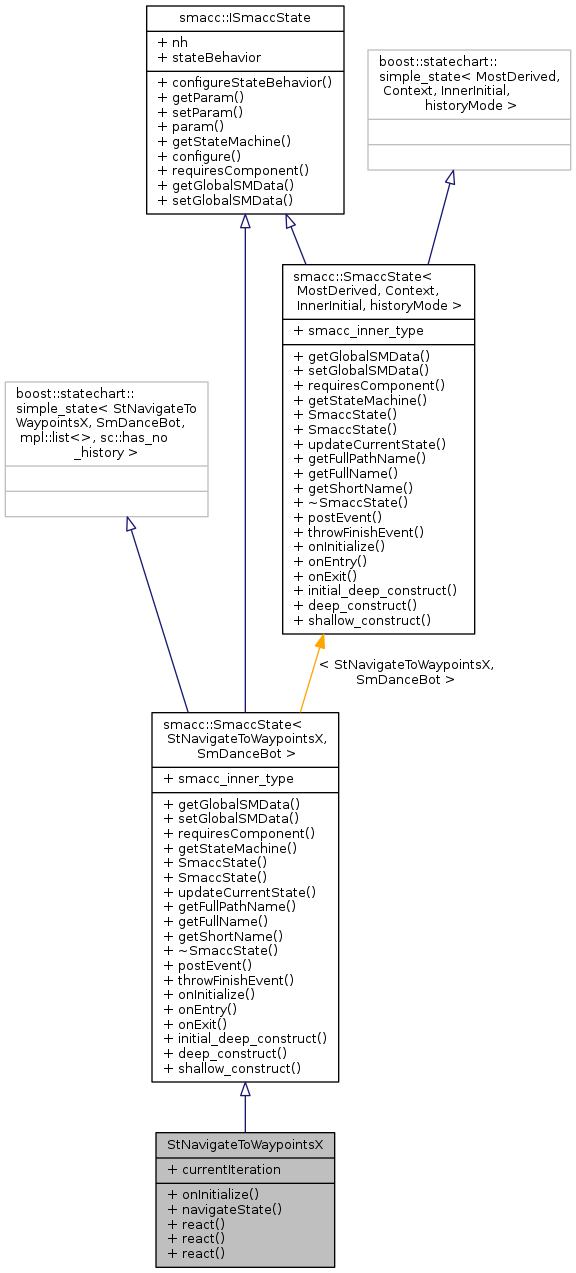 smacc::ISmaccState
+ nh
+ stateBehavior
+ configureStateBehavior()
+ getParam()
+ setParam()
+ param()
+ getStateMachine()
+ configure()
+ requiresComponent()
+ getGlobalSMData()
+ setGlobalSMData()
boost::statechart::
simple_state< MostDerived,
Context, InnerInitial,
historyMode >
smacc::SmaccState<
MostDerived, Context,
InnerInitial, historyMode >
+ smacc_inner_type
+ getGlobalSMData()
+ setGlobalSMData()
+ requiresComponent()
+ getStateMachine()
+ SmaccState()
+ SmaccState()
+ updateCurrentState()
+ getFullPathName()
+ getFullName()
+ getShortName()
+ ~SmaccState()
+ postEvent()
+ throwFinishEvent()
+ onInitialize()
+ onEntry()
+ onExit()
+ initial_deep_construct()
+ deep_construct()
+ shallow_construct()
boost::statechart::
simple_state< StNavigateTo
WaypointsX, SmDanceBot,
mpl::list<>, sc::has_no
_history >
< StNavigateToWaypointsX,
SmDanceBot >
smacc::SmaccState<
StNavigateToWaypointsX,
SmDanceBot >
+ smacc_inner_type
+ getGlobalSMData()
+ setGlobalSMData()
+ requiresComponent()
+ getStateMachine()
+ SmaccState()
+ SmaccState()
+ updateCurrentState()
+ getFullPathName()
+ getFullName()
+ getShortName()
+ ~SmaccState()
+ postEvent()
+ throwFinishEvent()
+ onInitialize()
+ onEntry()
+ onExit()
+ initial_deep_construct()
+ deep_construct()
+ shallow_construct()
StNavigateToWaypointsX
+ currentIteration
+ onInitialize()
+ navigateState()
+ react()
+ react()
+ react()